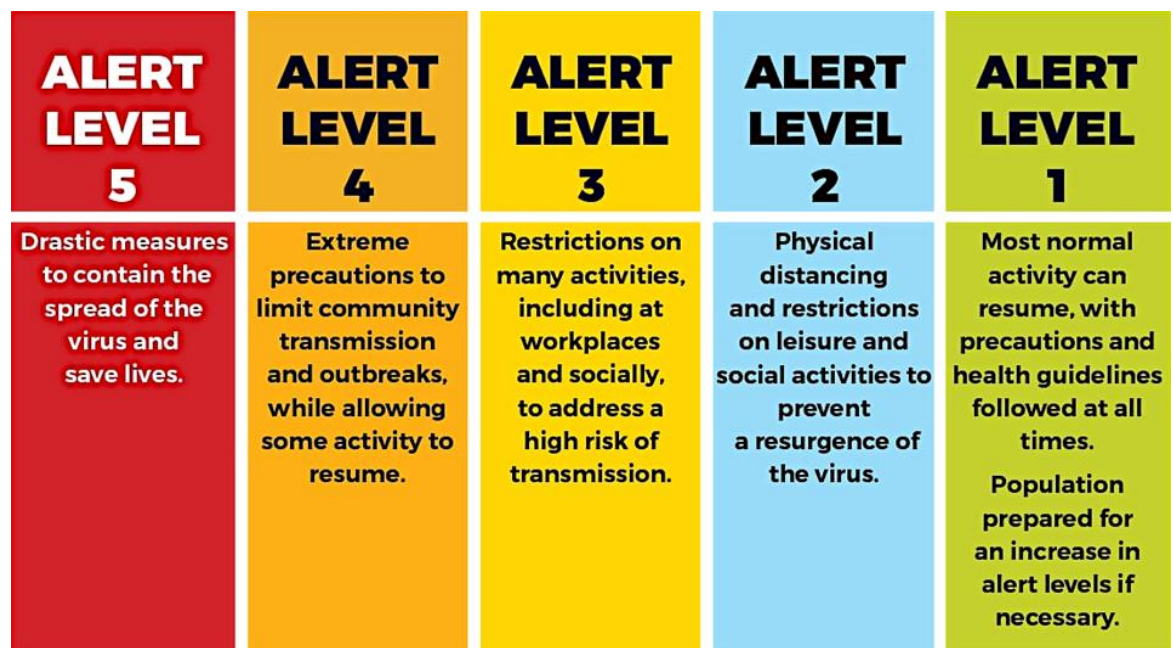 ALERT
LEVEL
5
Drastic measures
to contain the
spread of the
virus and
save lives.
ALERT
LEVEL
4
Extreme
precautions to
limit community
transmission
and outbreaks,
while allowing
some activity to
resume.
ALERT
LEVEL
3
Restrictions on
many activities,
including at
workplaces
and socially,
to address a
high risk of
transmission.
ALERT
LEVEL
2
Physical
distancing
and restrictions
on leisure and
social activities to
prevent
a resurgence of
the virus.
ALERT
LEVEL
1
Most normal
activity can
resume, with
precautions and
health guidelines
followed at all
times.
Population
prepared for
an increase in
alert levels if
necessary.